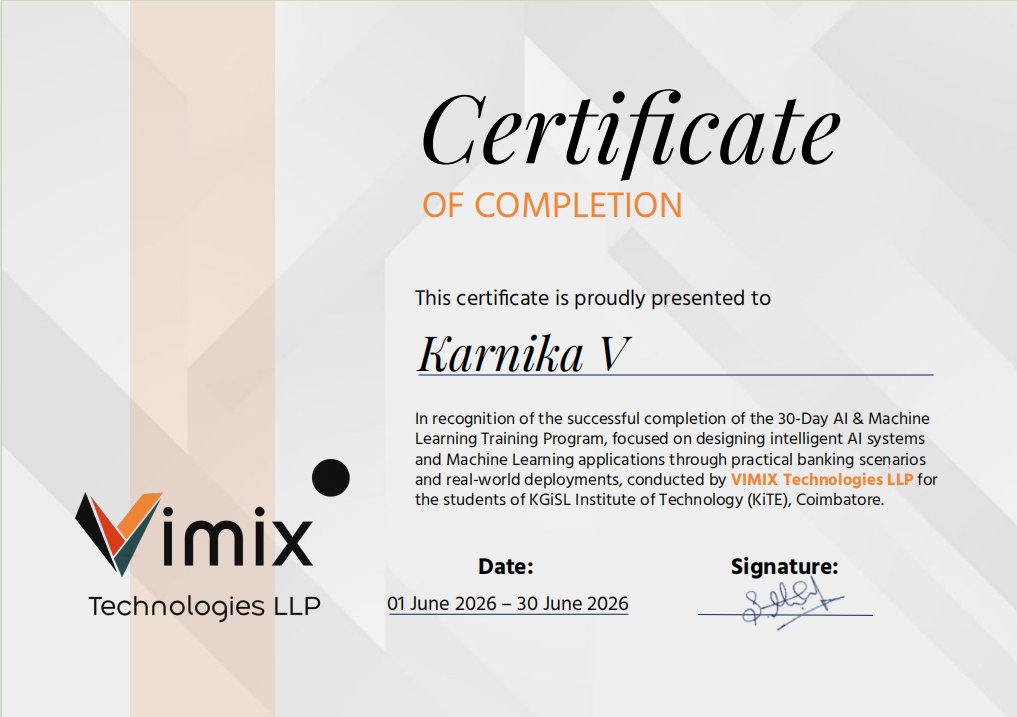 Certificate
OF COMPLETION
This certificate is proudly presented to
Karnika V
In recognition of the successful completion of the 30-Day AI & Machine
Learning Training Program, focused on designing intelligent AI systems
and Machine Learning applications through practical banking scenarios
and real-world deployments, conducted by VIMIX Technologies LLP for
the students of KGiSL Institute of Technology (KiTE), Coimbatore.
Vimix
Technologies LLP
Date:
01 June 2026 – 30 June 2026
Signature: